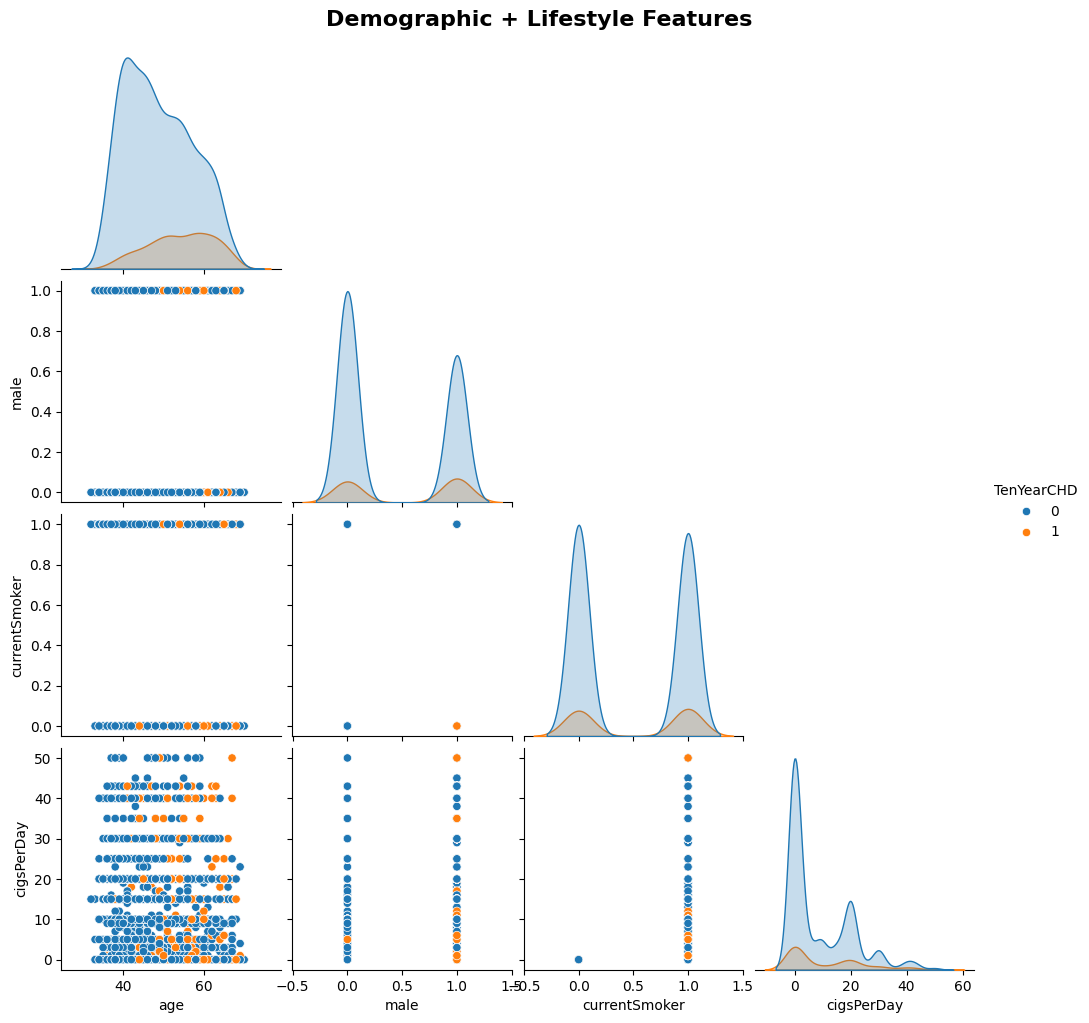 Demographic + Lifestyle Features
1.0
0.8
0.6
0.4
0.2
0.0
male
1.0
0.8
0.6
0.4
0.2
0.0
currentSmoker
TenYearCHD
0
1
50
40
30
20
10
0
cigsPerDay
40 60
age
−0.5 0.0 0.5 1.0 1.5
male
−0.5 0.0 0.5 1.0 1.5
currentSmoker
0 20 40 60
cigsPerDay